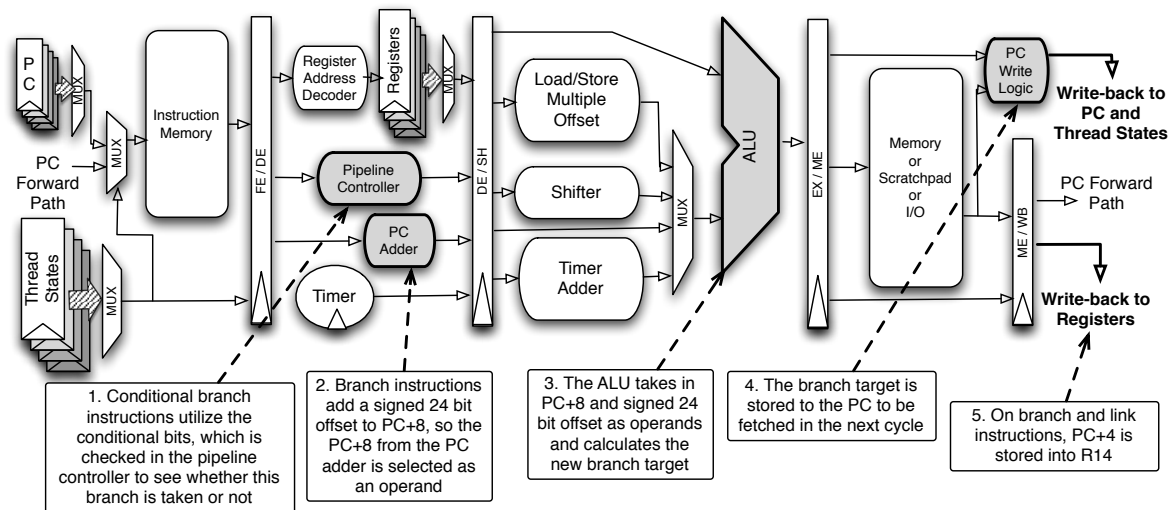 PC
MUX
PC
Forward
Path
MUX
Thread
States
MUX
Instruction
Memory
FE / DE
Register
Address
Decoder
Registers
MUX
Pipeline
Controller
PC
Adder
Timer
DE / SH
Load/Store
Multiple
Offset
Shifter
Timer
Adder
MUX
ALU
EX / ME
Memory
or
Scratchpad
or
I/O
PC
Write
Logic
Write-back to
PC and
Thread States
ME / WB
PC Forward
Path
Write-back to
Registers
1. Conditional branch
instructions utilize the
conditional bits, which is
checked in the pipeline
controller to see whether this
branch is taken or not
2. Branch instructions
add a signed 24 bit
offset to PC+8, so the
PC+8 from the PC
adder is selected as
an operand
3. The ALU takes in
PC+8 and signed 24
bit offset as operands
and calculates the
new branch target
4. The branch target is
stored to the PC to be
fetched in the next cycle
5. On branch and link
instructions, PC+4 is
stored into R14